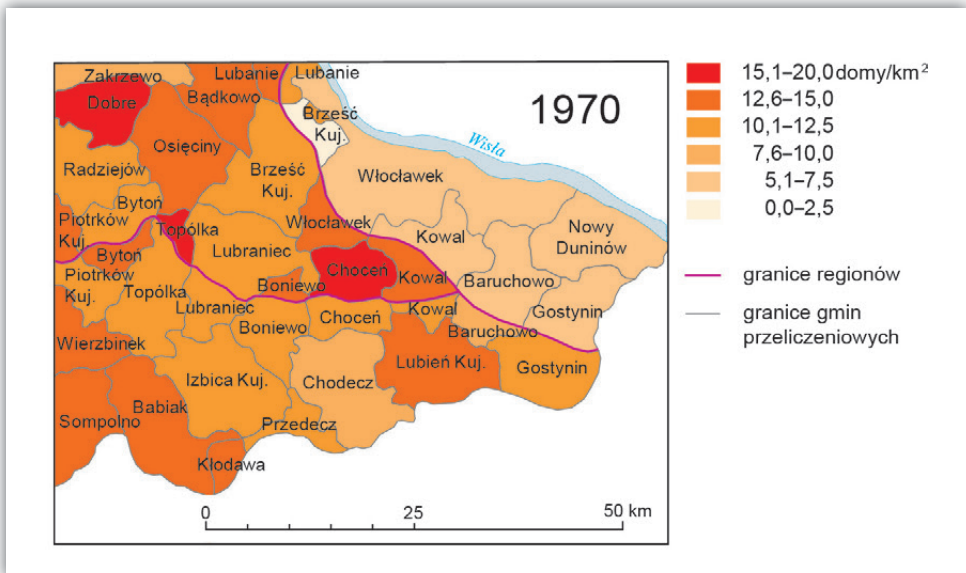 Zakrzewo
Lubanie
Lubanie
Dobre
Bądkowo
1970
Brześć
Kuj.
Osięciny
Wisła
Radziejów
Brześć
Kuj.
Włocławek
Bytoń
Piotrków
Kuj.
Topólka
Włocławek
Kowal
Nowy
Duninów
Bytoń
Lubraniec
Choceń
Piotrków
Kuj.
Topólka
Boniewo
Kowal
Baruchowo
Lubraniec
Gostynin
Boniewo
Choceń
Kowal
Baruchowo
Wierzbinek
Lubień Kuj.
Gostynin
Izbica Kuj.
Chodecz
Babiak
Sompolno
Przedecz
Kłodawa
0
25
50 km
15,1–20,0 domy/km²
12,6–15,0
10,1–12,5
7,6–10,0
5,1–7,5
0,0–2,5
granice regionów
granice gmin
przeliczeniowych